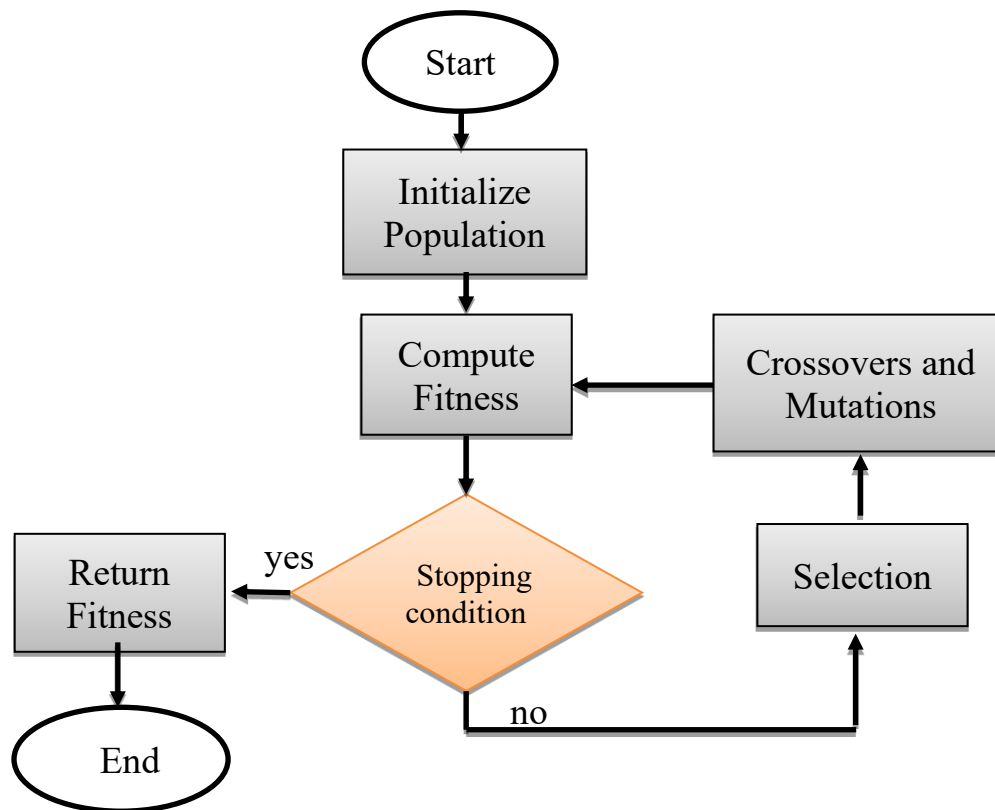 Start
Initialize
Population
Compute
Fitness
Crossovers and
Mutations
Stopping
condition
yes
Return
Fitness
no
Selection
End